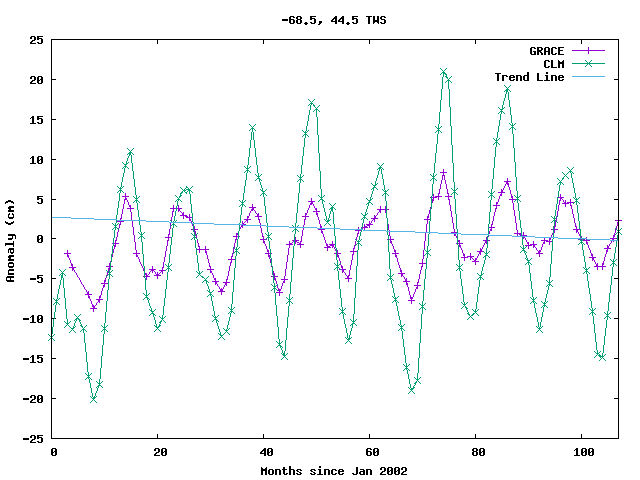 -68.5, 44.5 TWS
GRACE
CLM
Trend Line
25
20
15
10
5
0
-5
-10
-15
-20
-25
Anomaly (cm)
0 20 40 60 80 100
Months since Jan 2002